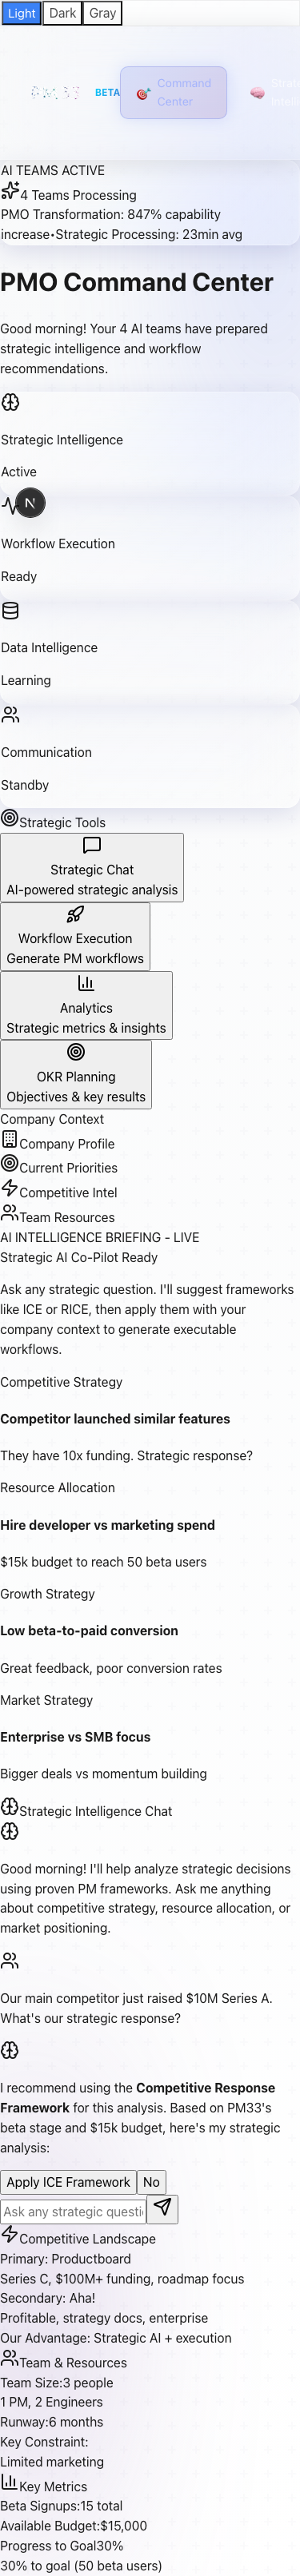 Light Dark Gray
PM33 BETA
Command
Center
AI TEAMS ACTIVE
4 Teams Processing
PMO Transformation: 847% capability
increase•Strategic Processing: 23min avg
PMO Command Center
Good morning! Your 4 AI teams have prepared
strategic intelligence and workflow
recommendations.
Strategic Intelligence
Active
N
Workflow Execution
Ready
Data Intelligence
Learning
Communication
Standby
Strategic Tools
Strategic Chat
AI-powered strategic analysis
Workflow Execution
Generate PM workflows
Analytics
Strategic metrics & insights
OKR Planning
Objectives & key results
Company Context
Company Profile
Current Priorities
Competitive Intel
Team Resources
AI INTELLIGENCE BRIEFING - LIVE
Strategic AI Co-Pilot Ready
Ask any strategic question. I'll suggest frameworks
like ICE or RICE, then apply them with your
company context to generate executable
workflows.
Competitive Strategy
Competitor launched similar features
They have 10x funding. Strategic response?
Resource Allocation
Hire developer vs marketing spend
$15k budget to reach 50 beta users
Growth Strategy
Low beta-to-paid conversion
Great feedback, poor conversion rates
Market Strategy
Enterprise vs SMB focus
Bigger deals vs momentum building
Strategic Intelligence Chat
Good morning! I'll help analyze strategic decisions
using proven PM frameworks. Ask me anything
about competitive strategy, resource allocation, or
market positioning.
Our main competitor just raised $10M Series A.
What's our strategic response?
I recommend using the Competitive Response
Framework for this analysis. Based on PM33's
beta stage and $15k budget, here's my strategic
analysis:
Apply ICE Framework No
Ask any strategic questi
Competitive Landscape
Primary: Productboard
Series C, $100M+ funding, roadmap focus
Secondary: Aha!
Profitable, strategy docs, enterprise
Our Advantage: Strategic AI + execution
Team & Resources
Team Size:3 people
1 PM, 2 Engineers
Runway:6 months
Key Constraint:
Limited marketing
Key Metrics
Beta Signups:15 total
Available Budget:$15,000
Progress to Goal30%
30% to goal (50 beta users)